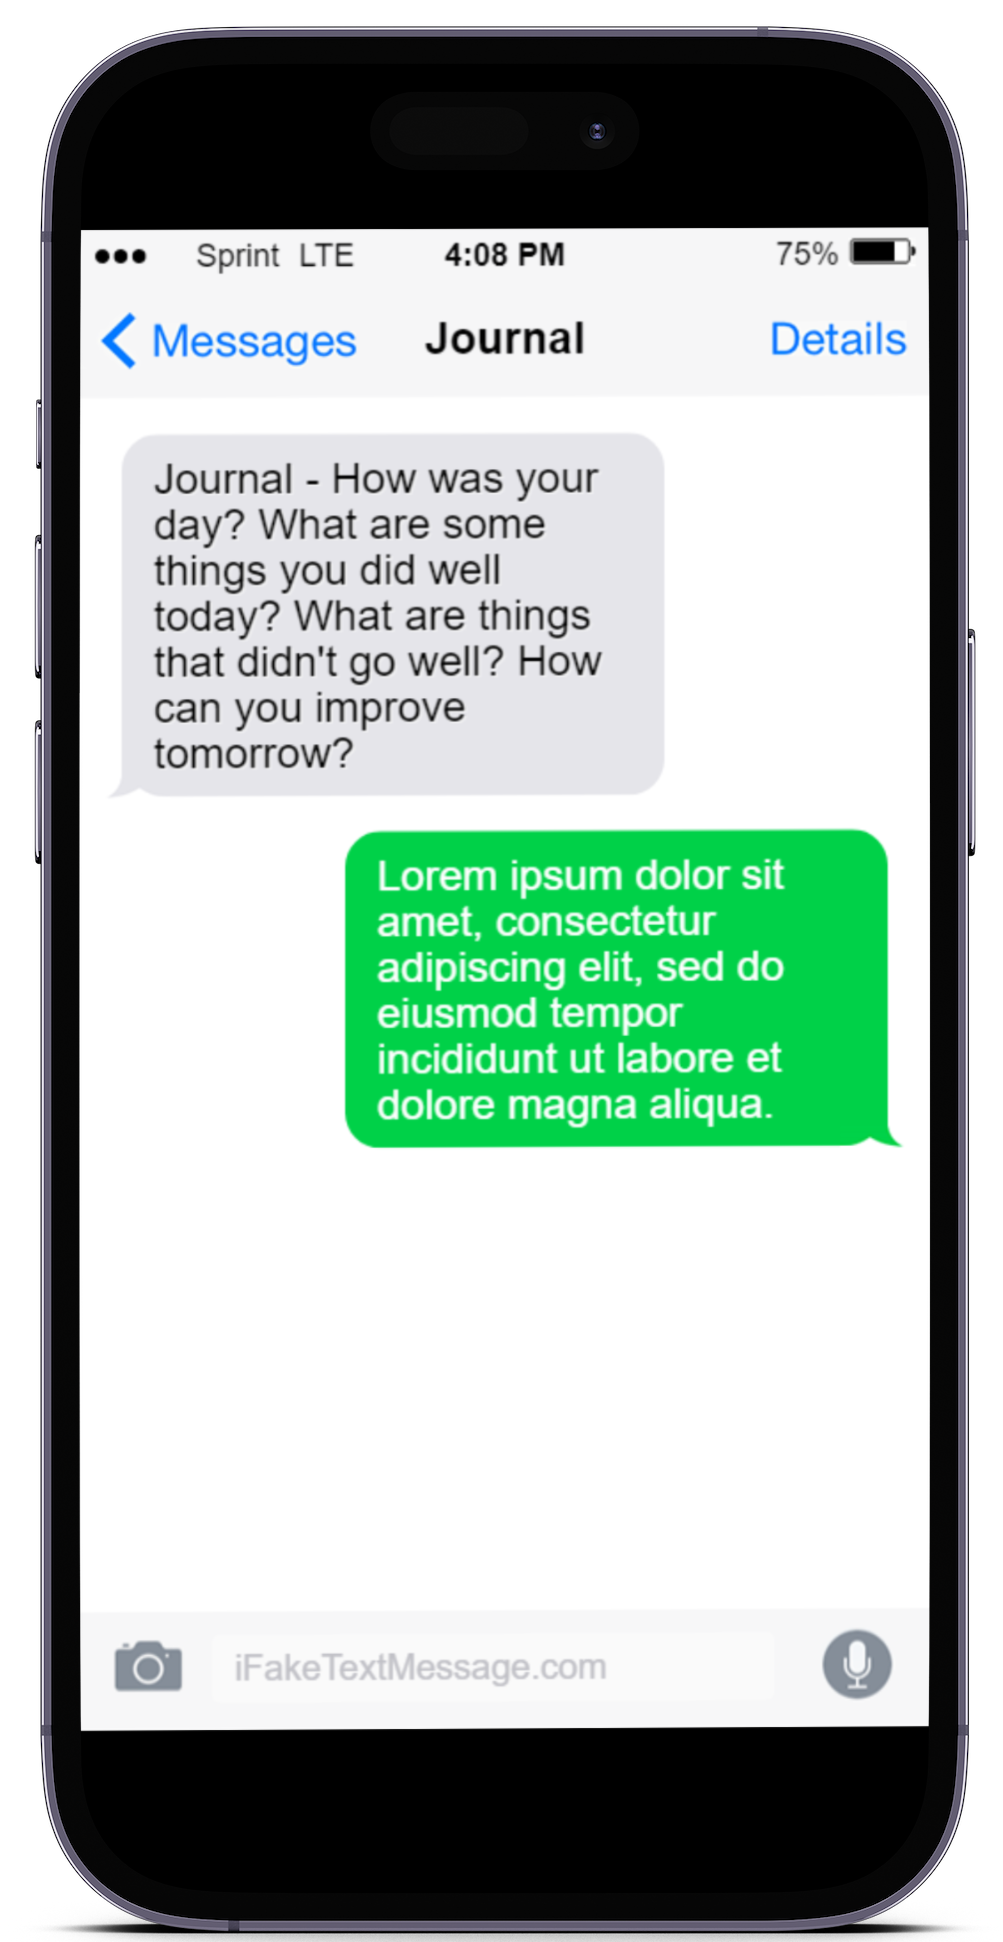 Sprint LTE 4:08 PM 75%
Messages Journal Details
Journal - How was your
day? What are some
things you did well
today? What are things
that didn't go well? How
can you improve
tomorrow?
Lorem ipsum dolor sit
amet, consectetur
adipiscing elit, sed do
eiusmod tempor
incididunt ut labore et
dolore magna aliqua.
iFakeTextMessage.com